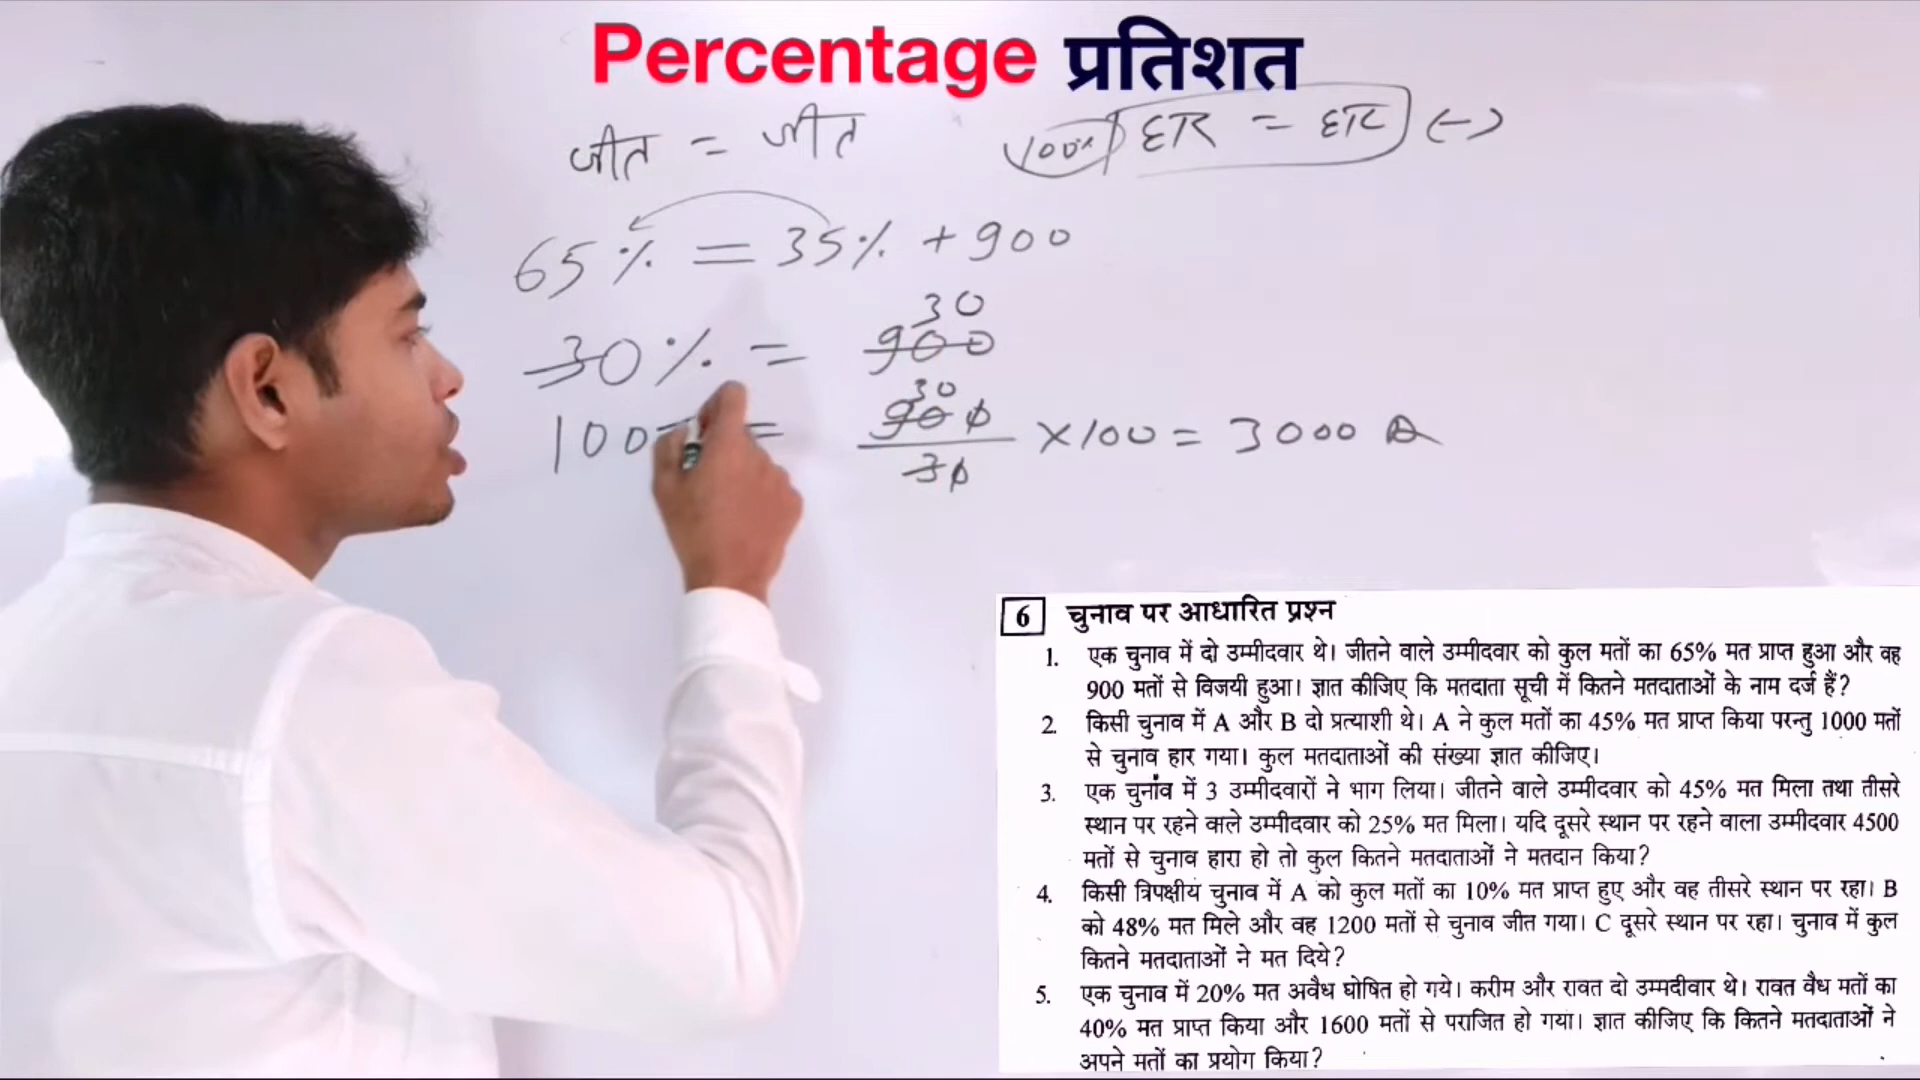 Percentage प्रतिशत
जीत = जीत 100% हार = हार (-)
65% = 35% + 900
30
30% = 900
30
100 = 900/30 × 100 = 3000
6 चुनाव पर आधारित प्रश्न
1. एक चुनाव में दो उम्मीदवार थे। जीतने वाले उम्मीदवार को कुल मतों का 65% मत प्राप्त हुआ और वह
900 मतों से विजयी हुआ। ज्ञात कीजिए कि मतदाता सूची में कितने मतदाताओं के नाम दर्ज हैं?
2. किसी चुनाव में A और B दो प्रत्याशी थे। A ने कुल मतों का 45% मत प्राप्त किया परन्तु 1000 मतों
से चुनाव हार गया। कुल मतदाताओं की संख्या ज्ञात कीजिए।
3. एक चुनाव में 3 उम्मीदवारों ने भाग लिया। जीतने वाले उम्मीदवार को 45% मत मिला तथा तीसरे
स्थान पर रहने वाले उम्मीदवार को 25% मत मिला। यदि दूसरे स्थान पर रहने वाला उम्मीदवार 4500
मतों से चुनाव हारा हो तो कुल कितने मतदाताओं ने मतदान किया?
4. किसी त्रिपक्षीय चुनाव में A को कुल मतों का 10% मत प्राप्त हुए और वह तीसरे स्थान पर रहा। B
को 48% मत मिले और वह 1200 मतों से चुनाव जीत गया। C दूसरे स्थान पर रहा। चुनाव में कुल
कितने मतदाताओं ने मत दिये?
5. एक चुनाव में 20% मत अवैध घोषित हो गये। करीम और रावत दो उम्मदीवार थे। रावत वैध मतों का
40% मत प्राप्त किया और 1600 मतों से पराजित हो गया। ज्ञात कीजिए कि कितने मतदाताओं ने
अपने मतों का प्रयोग किया?